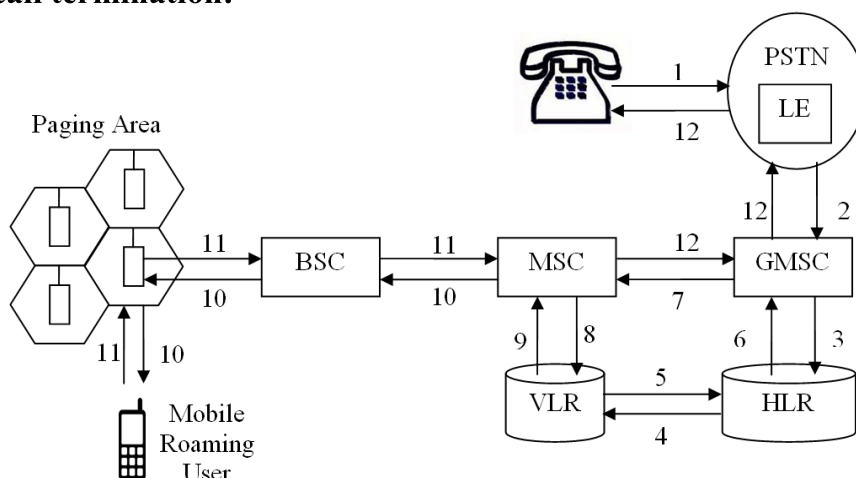 call termination:
PSTN
LE
1
12
Paging Area
12
2
11
BSC
11
MSC
12
GMSC
10
10
7
9
8
6
3
11
10
5
VLR
HLR
4
Mobile
Roaming
User